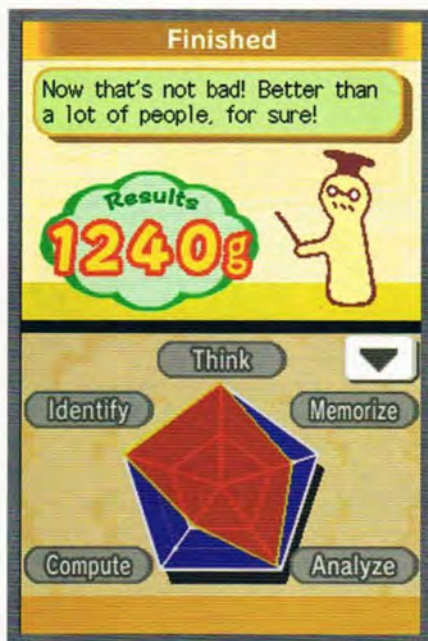 Finished
Now that's not bad! Better than
a lot of people, for sure!
Results
1240g
Think
Identify
Memorize
Compute
Analyze